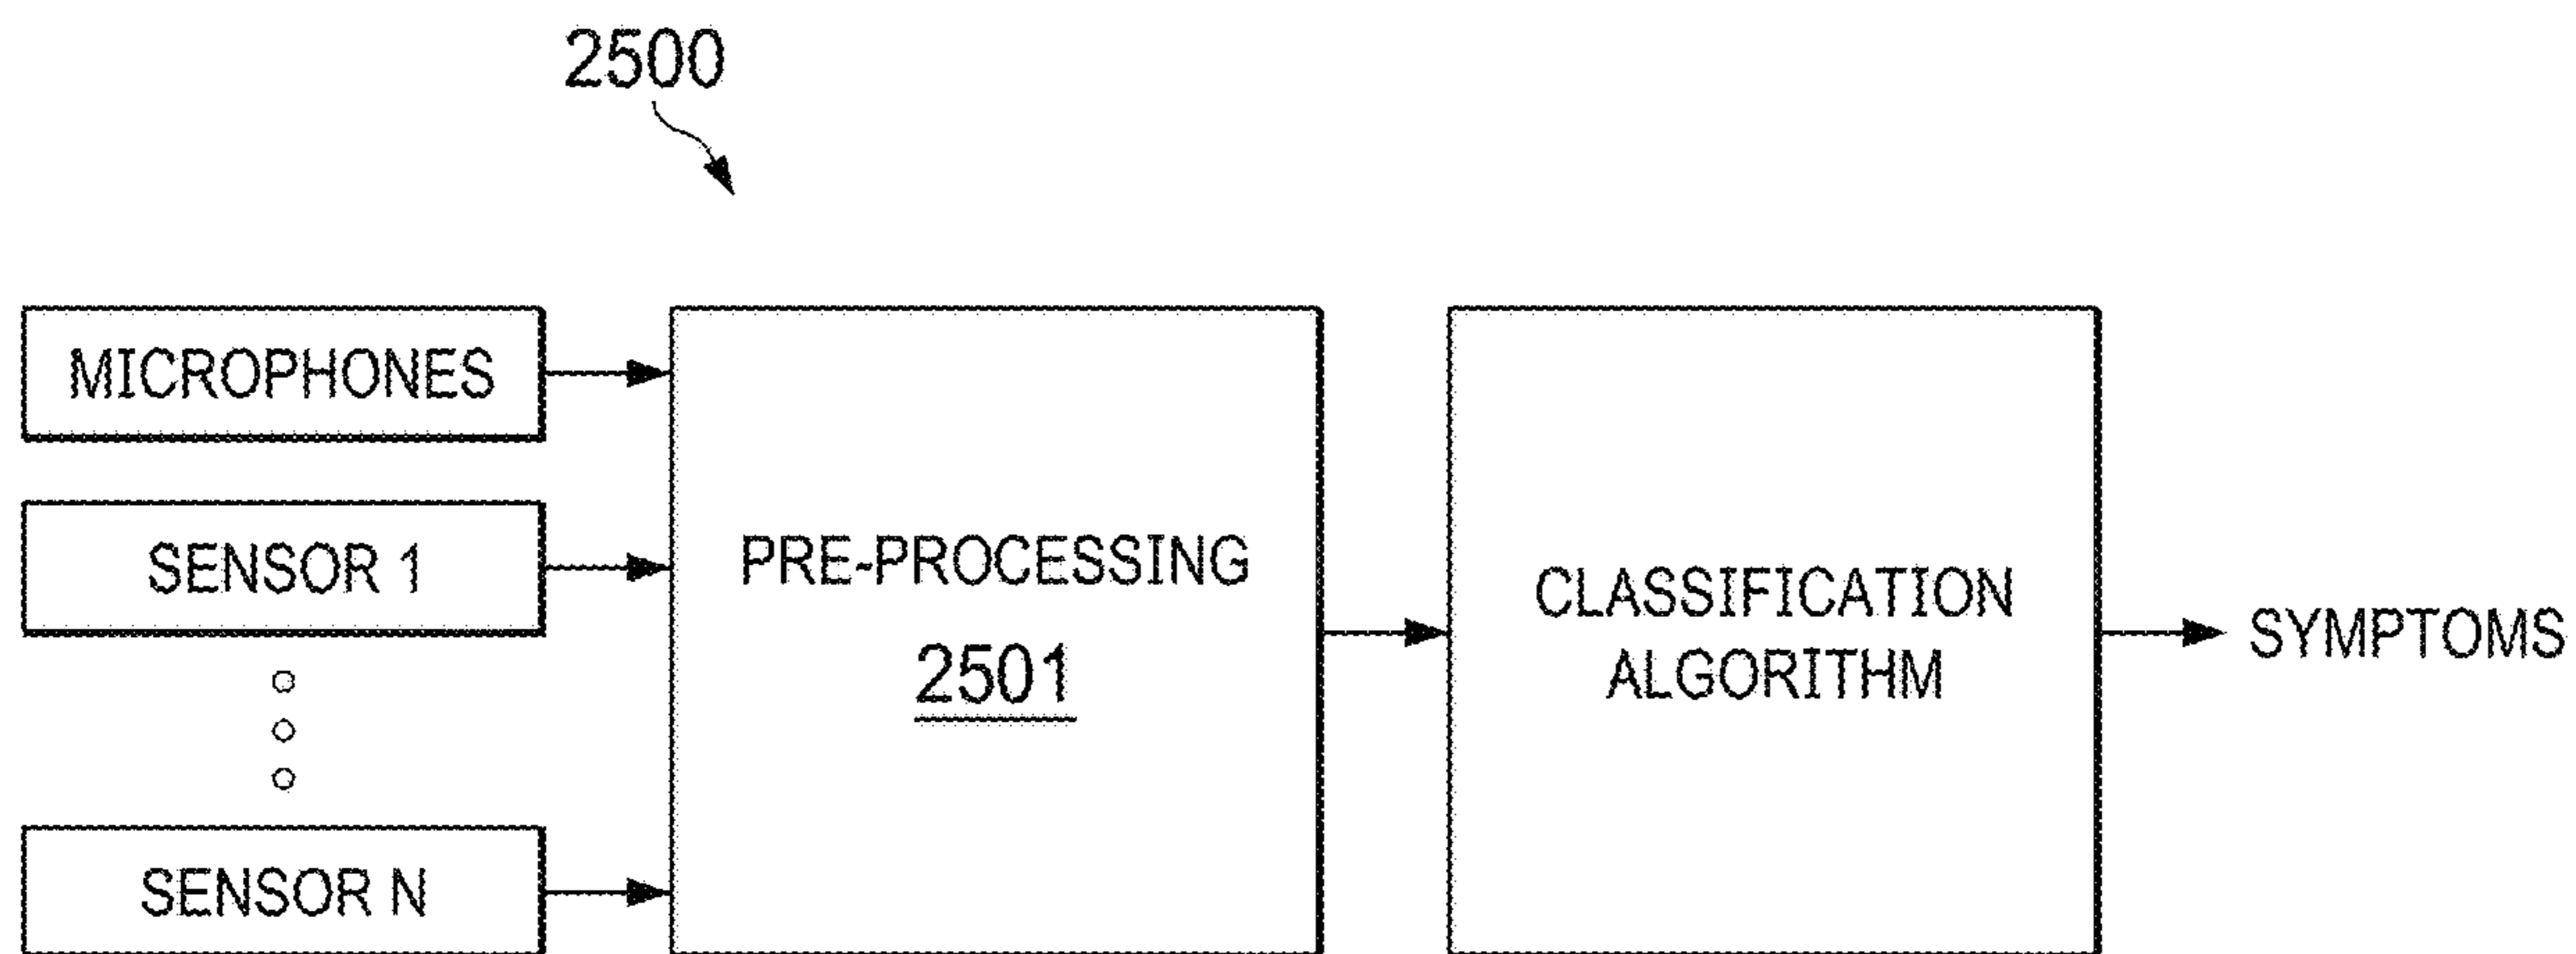 2500
MICROPHONES
SENSOR 1
SENSOR N
PRE-PROCESSING
2501
CLASSIFICATION
ALGORITHM
SYMPTOMS